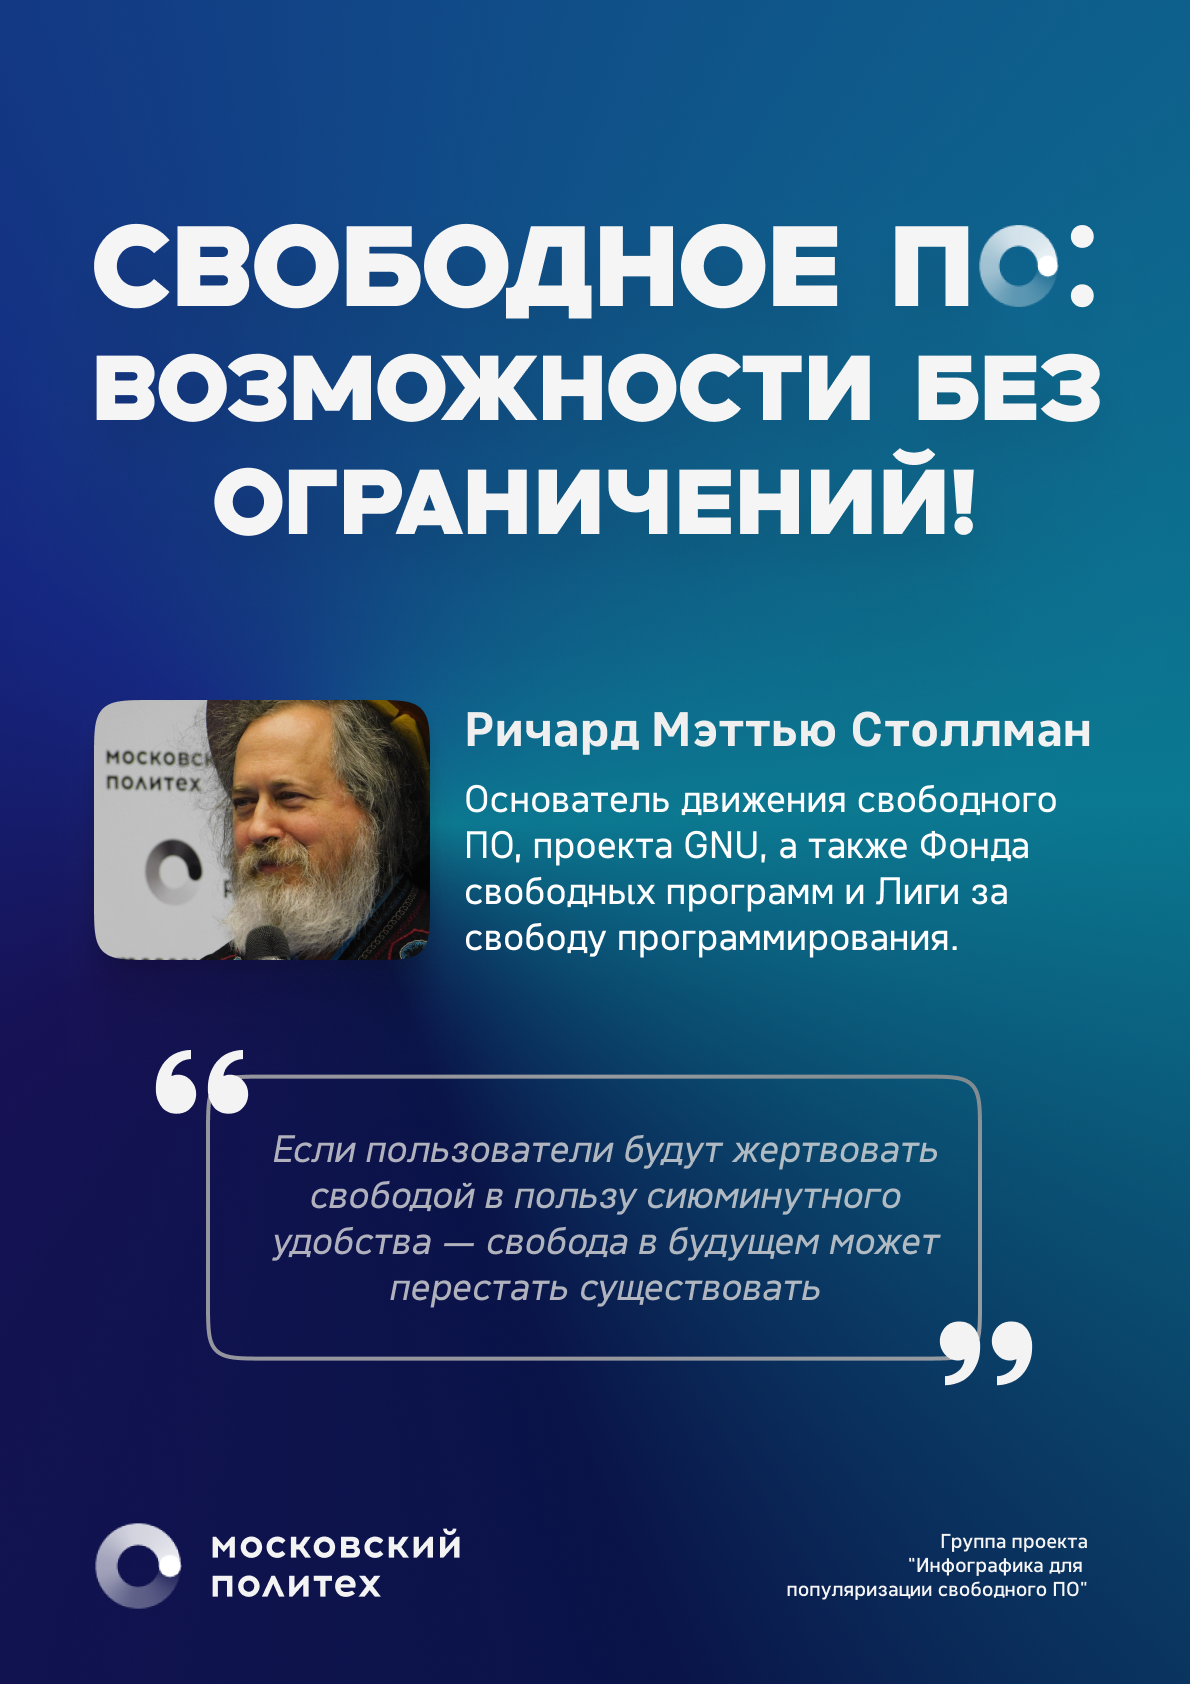 СВОБОДНОЕ ПО:
ВОЗМОЖНОСТИ БЕЗ
ОГРАНИЧЕНИЙ!
МОСКОВСК
ПОЛИТЕХ
Ричард Мэттью Столлман
Основатель движения свободного
ПО, проекта GNU, а также Фонда
свободных программ и Лиги за
свободу программирования.
“
Если пользователи будут жертвовать
свободой в пользу сиюминутного
удобства — свобода в будущем может
перестать существовать
”
МОСКОВСКИЙ
ПОЛИТЕХ
Группа проекта
"Инфографика для
популяризации свободного ПО"